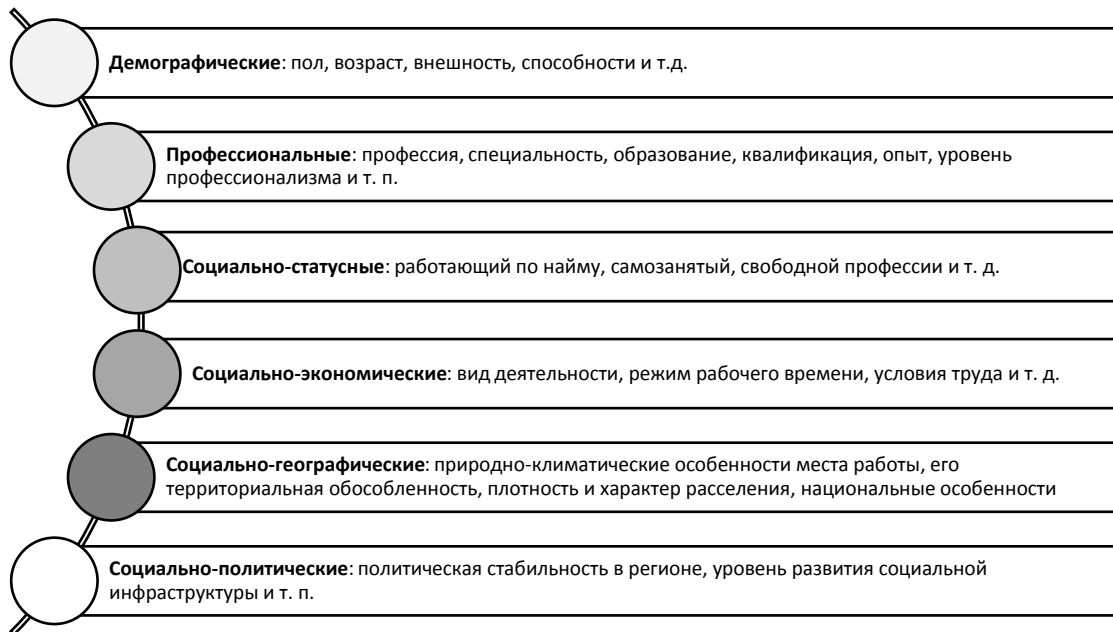 Демографические: пол, возраст, внешность, способности и т.д.
Профессиональные: профессия, специальность, образование, квалификация, опыт, уровень
профессионализма и т. п.
Социально-статусные: работающий по найму, самозанятый, свободной профессии и т. д.
Социально-экономические: вид деятельности, режим рабочего времени, условия труда и т. д.
Социально-географические: природно-климатические особенности места работы, его
территориальная обособленность, плотность и характер расселения, национальные особенности
Социально-политические: политическая стабильность в регионе, уровень развития социальной
инфраструктуры и т. п.